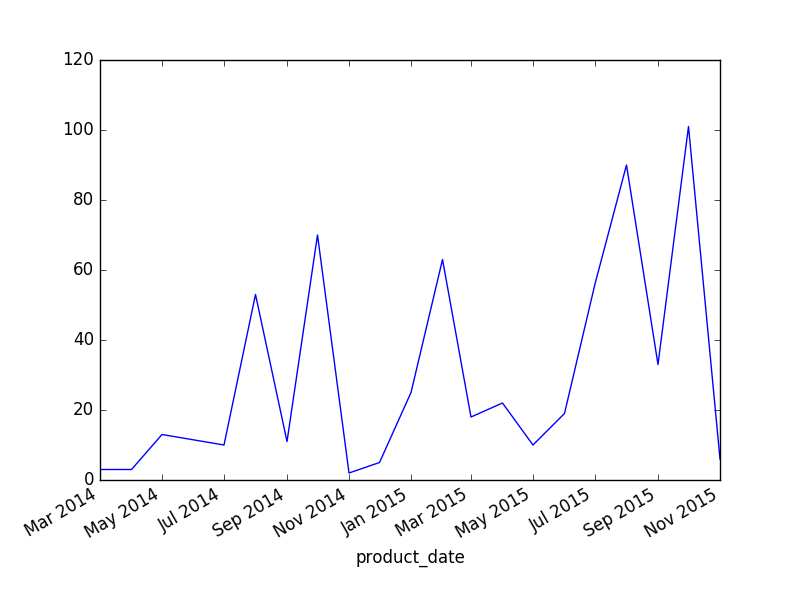 120
100
80
60
40
20
0
Mar 2014
May 2014
Jul 2014
Sep 2014
Nov 2014
Jan 2015
Mar 2015
May 2015
Jul 2015
Sep 2015
Nov 2015
product_date